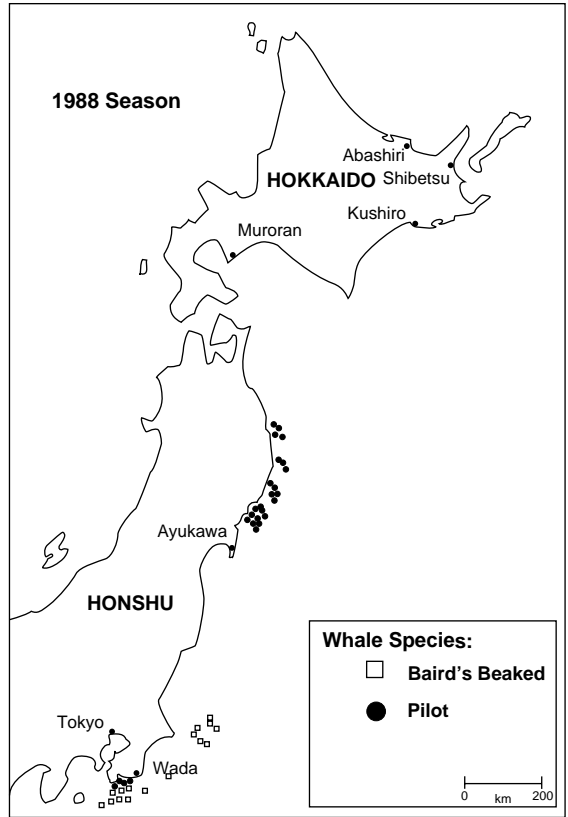 1988 Season
Abashiri
HOKKAIDO
Shibetsu
Kushiro
Muroran
Ayukawa
HONSHU
Whale Species:
Baird's Beaked
Pilot
Tokyo
Wada
0 200
km